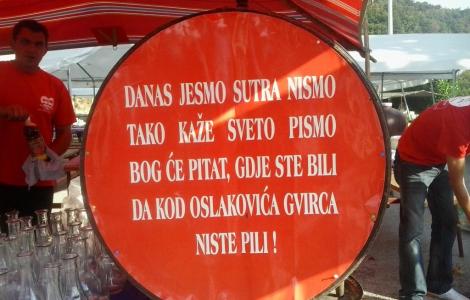 DANAS JESMO SUTRA NISMO
TAKO KAŽE SVETO PISMO
BOG ĆE PITAT, GDJE STE BILI
DA KOD OSLAKOVIĆA GVIRCA
NISTE PILI !